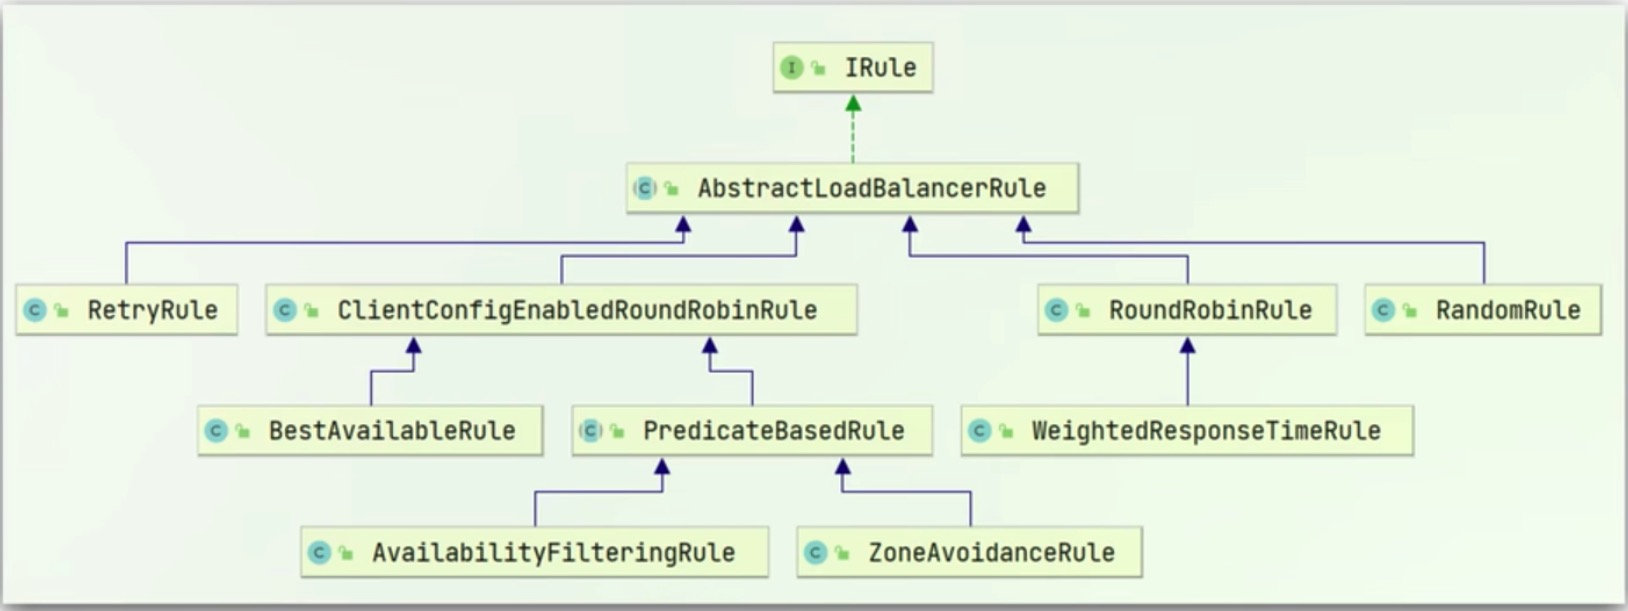 IRule
AbstractLoadBalancerRule
RetryRule
ClientConfigEnabledRoundRobinRule
RoundRobinRule
RandomRule
BestAvailableRule
PredicateBasedRule
WeightedResponseTimeRule
AvailabilityFilteringRule
ZoneAvoidanceRule